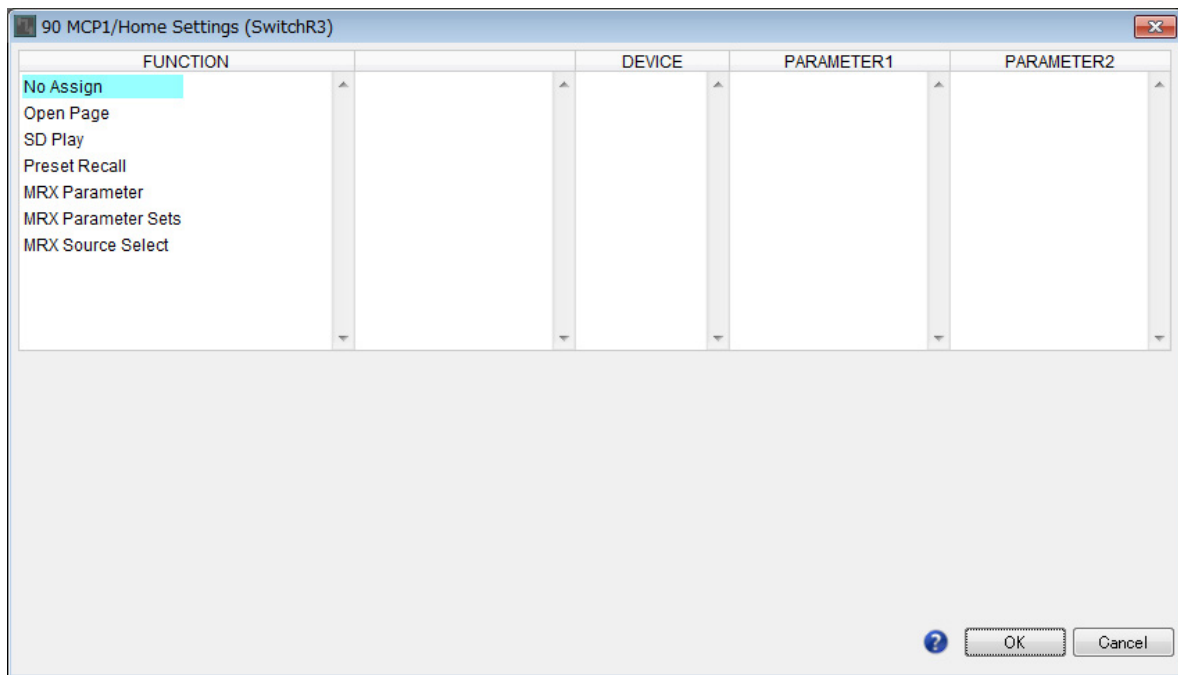 90 MCP1/Home Settings (SwitchR3)
FUNCTION DEVICE PARAMETER1 PARAMETER2
No Assign
Open Page
SD Play
Preset Recall
MRX Parameter
MRX Parameter Sets
MRX Source Select
? OK Cancel